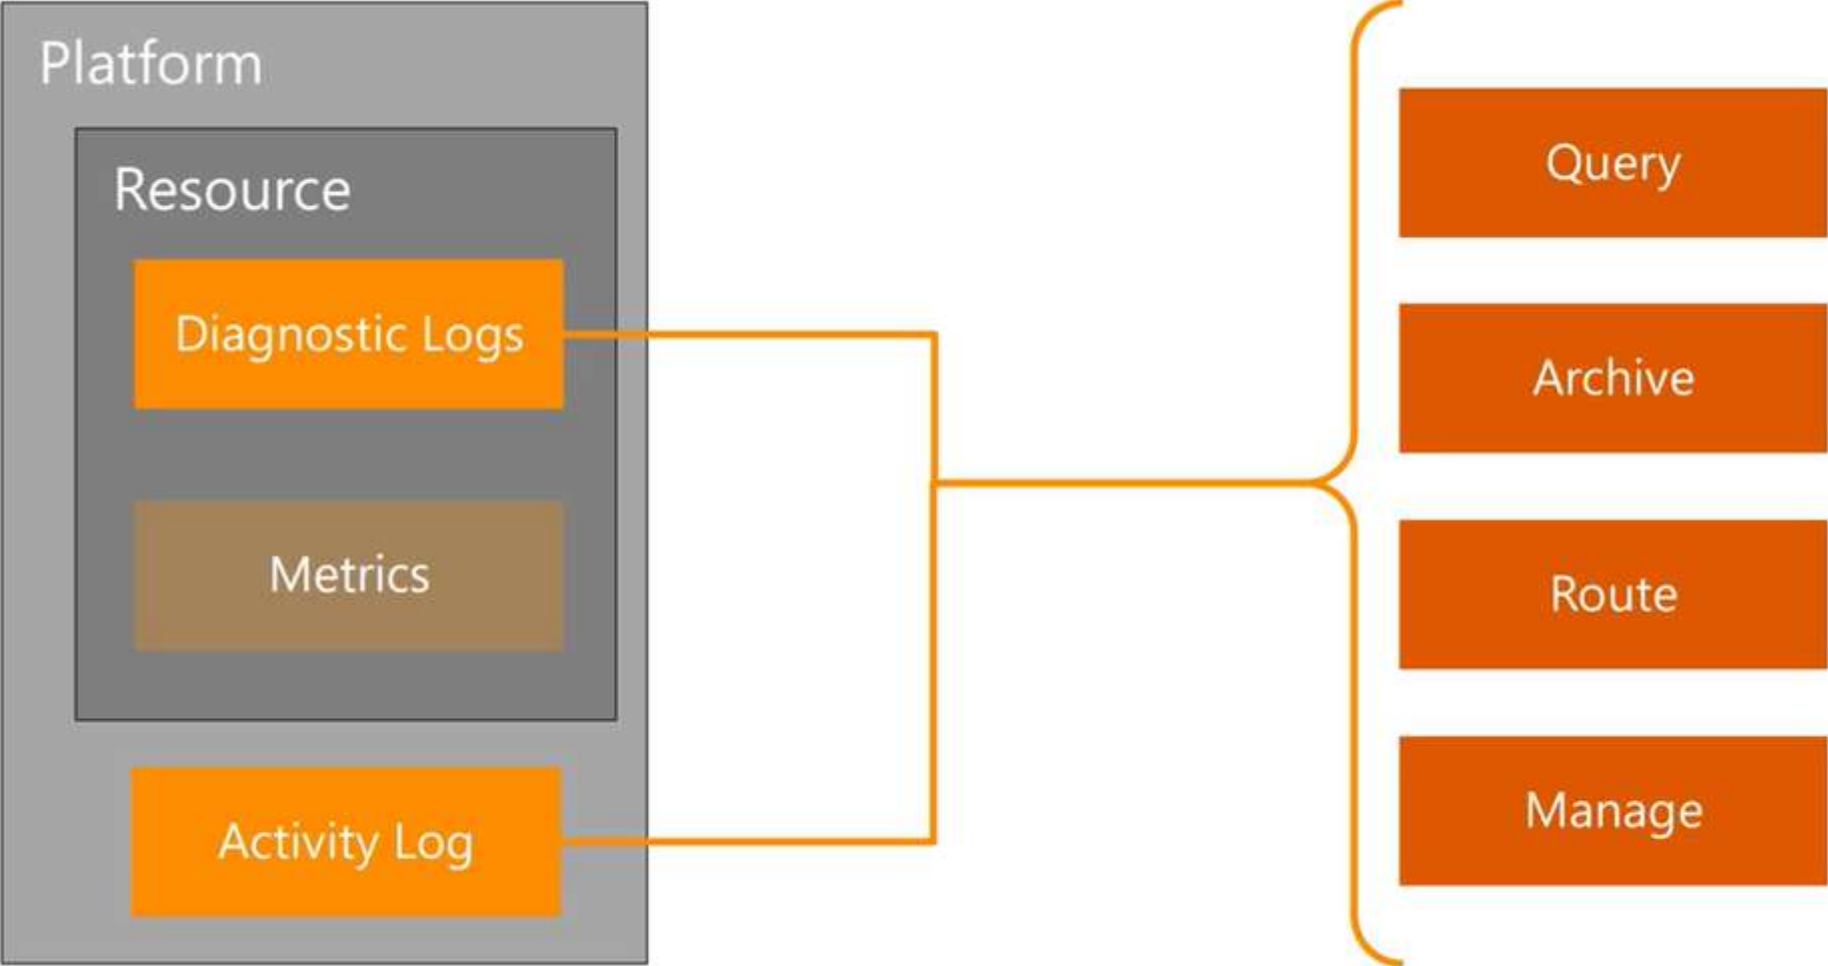 Platform
Resource
Diagnostic Logs
Metrics
Activity Log
Query
Archive
Route
Manage